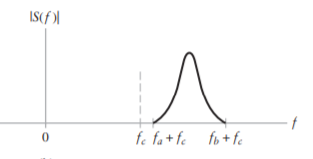 |S(f)|
f
0 f_c f_a + f_c f_b + f_c